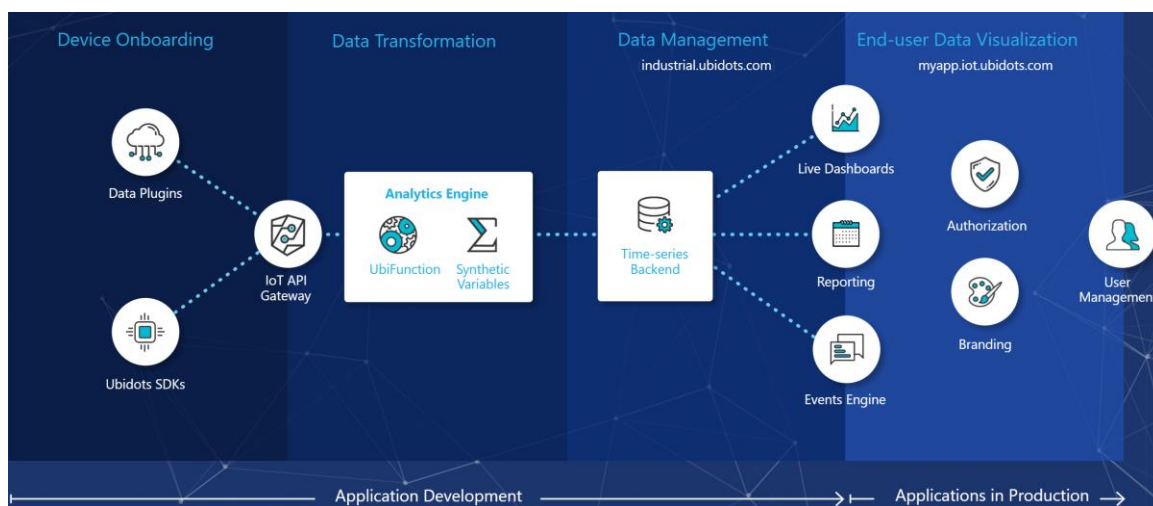 Device Onboarding
Data Transformation
Data Management
End-user Data Visualization
industrial.ubidots.com
myapp.iot.ubidots.com
Data Plugins
IoT API
Gateway
Ubidots SDKs
Analytics Engine
UbiFunction
Synthetic
Variables
Time-series
Backend
Live Dashboards
Reporting
Events Engine
Authorization
Branding
User
Management
Application Development
Applications in Production